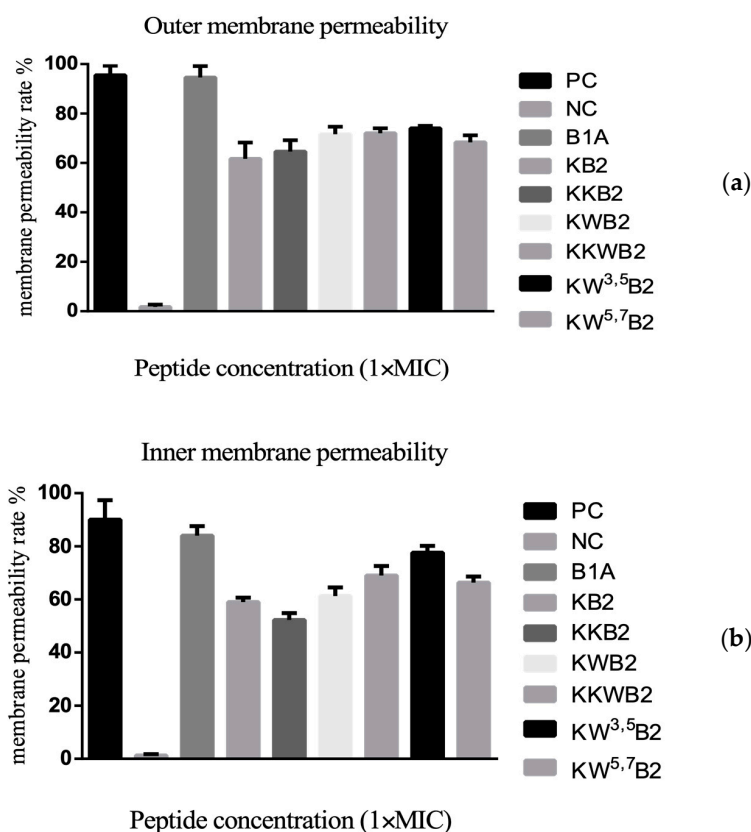 Outer membrane permeability
membrane permeability rate %
100
80
60
40
20
0
PC
NC
B1A
KB2
KKB2
KWB2
KKWB2
KW³,⁵B2
KW⁵,⁷B2
(a)
Peptide concentration (1×MIC)
Inner membrane permeability
membrane permeability rate %
100
80
60
40
20
0
PC
NC
B1A
KB2
KKB2
KWB2
KKWB2
KW³,⁵B2
KW⁵,⁷B2
(b)
Peptide concentration (1×MIC)